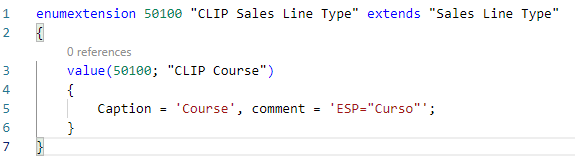 1 enumextension 50100 "CLIP Sales Line Type" extends "Sales Line Type"
2 {
0 references
3 value(50100; "CLIP Course")
4 {
5 Caption = 'Course', comment = 'ESP="Curso"';
6 }
7 }